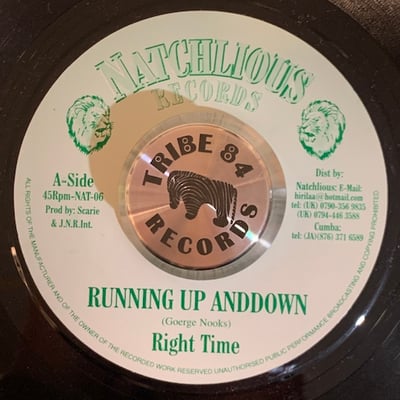 NATCHLIOUS
RECORDS
TRIBE 84
RECORDS
A-Side
45Rpm-NAT-06
Prod by: Scarie
& J.N.R.Int.
Dist by:
Natchlious: E-Mail:
birilaa@hotmail.com
tel: (UK) 0790-356 9835
tel: (UK) 0794-446 3588
Cumba:
tel: (JA)(876) 371 6589
RUNNING UP ANDDOWN
(Goerge Nooks)
Right Time
ALL RIGHTS OF THE MANUFACTURER AND OF THE OWNER OF THE RECORDED WORK RESERVED UNAUTHORISED PUBLIC PERFORMANCE BROADCASTING AND COPYING PROHIBITED